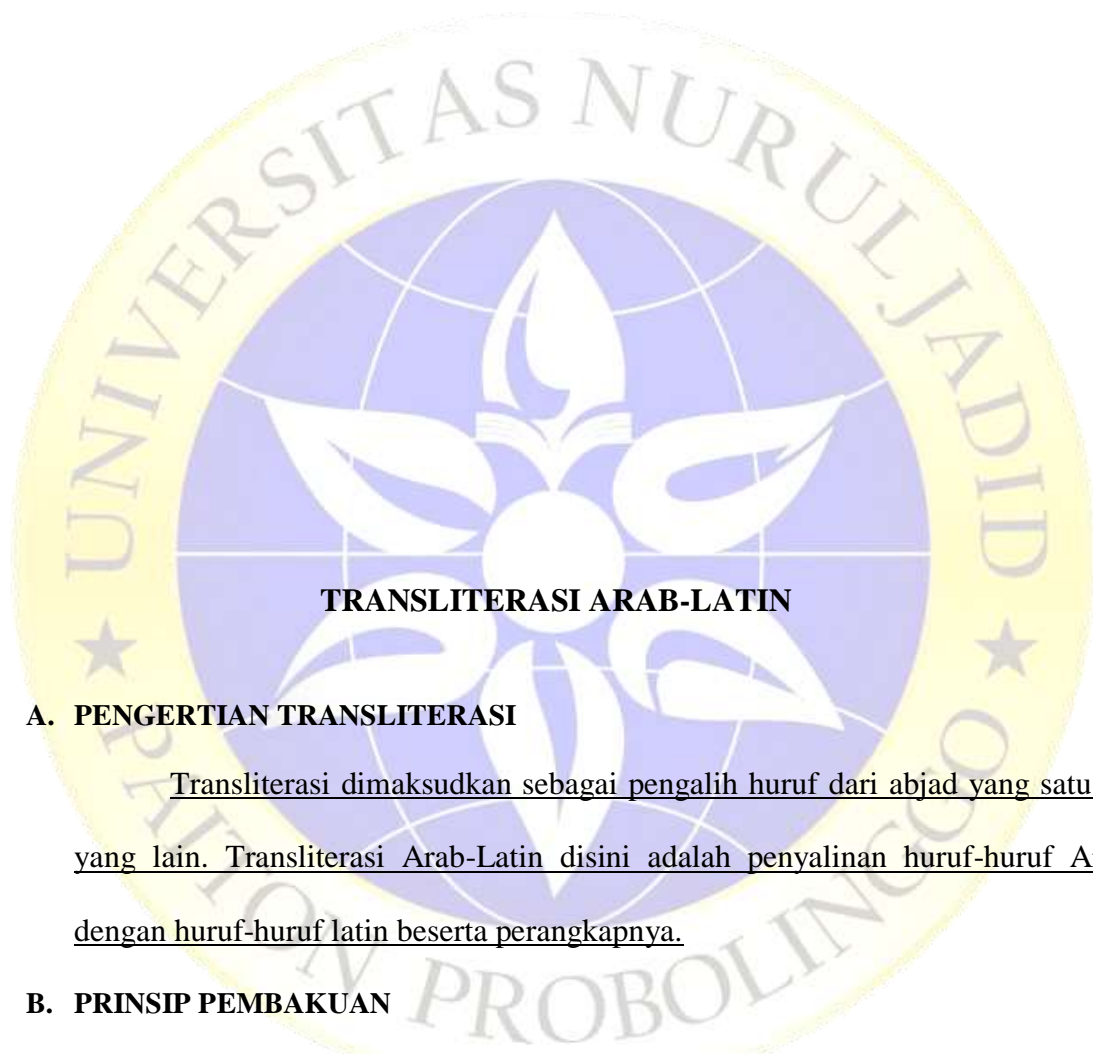 UNIVERSITAS NURUL JADID
TRANSLITERASI ARAB-LATIN
A. PENGERTIAN TRANSLITERASI
Transliterasi dimaksudkan sebagai pengalih huruf dari abjad yang satu
yang lain. Transliterasi Arab-Latin disini adalah penyalinan huruf-huruf
dengan huruf-huruf latin beserta perangkapnya.
B. PRINSIP PEMBAKUAN
PAITON PROBOLINGGO